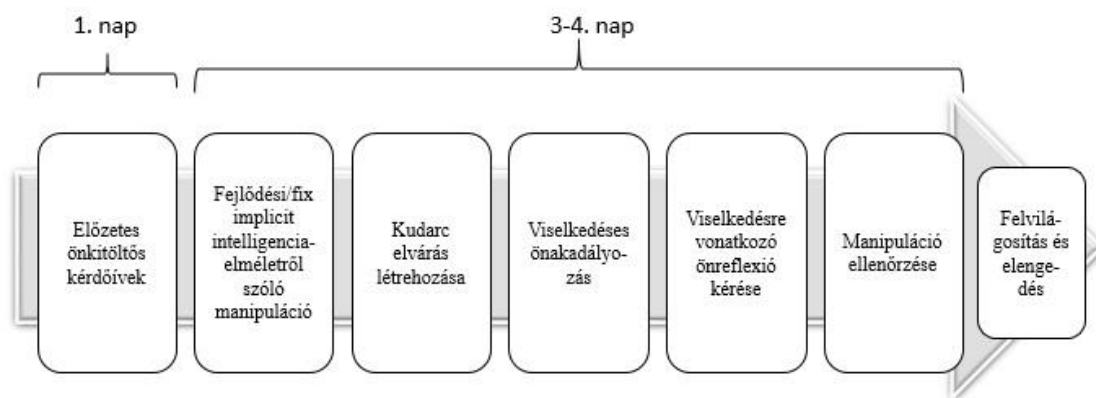 1. nap
3-4. nap
Előzetes
önkitöltős
kérdőívek
Fejlődési/fix
implicit
intelligencia-
elméletről
szóló
manipuláció
Kudarc
elvárás
létrehozása
Viselkedéses
önakadályo-
zás
Viselkedésre
vonatkozó
önreflexió
kérése
Manipuláció
ellenőrzése
Felvilá-
gosítás és
elenge-
dés